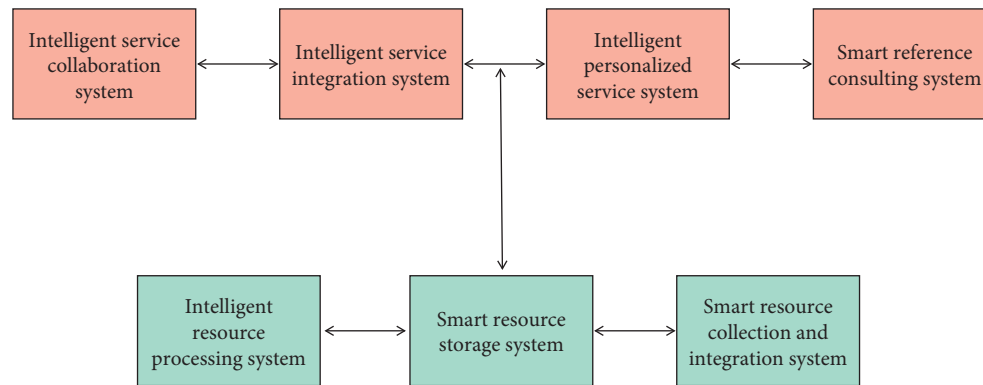 Intelligent service
collaboration
system
Intelligent service
integration system
Intelligent
personalized
service system
Smart reference
consulting system
Intelligent
resource
processing system
Smart resource
storage system
Smart resource
collection and
integration system